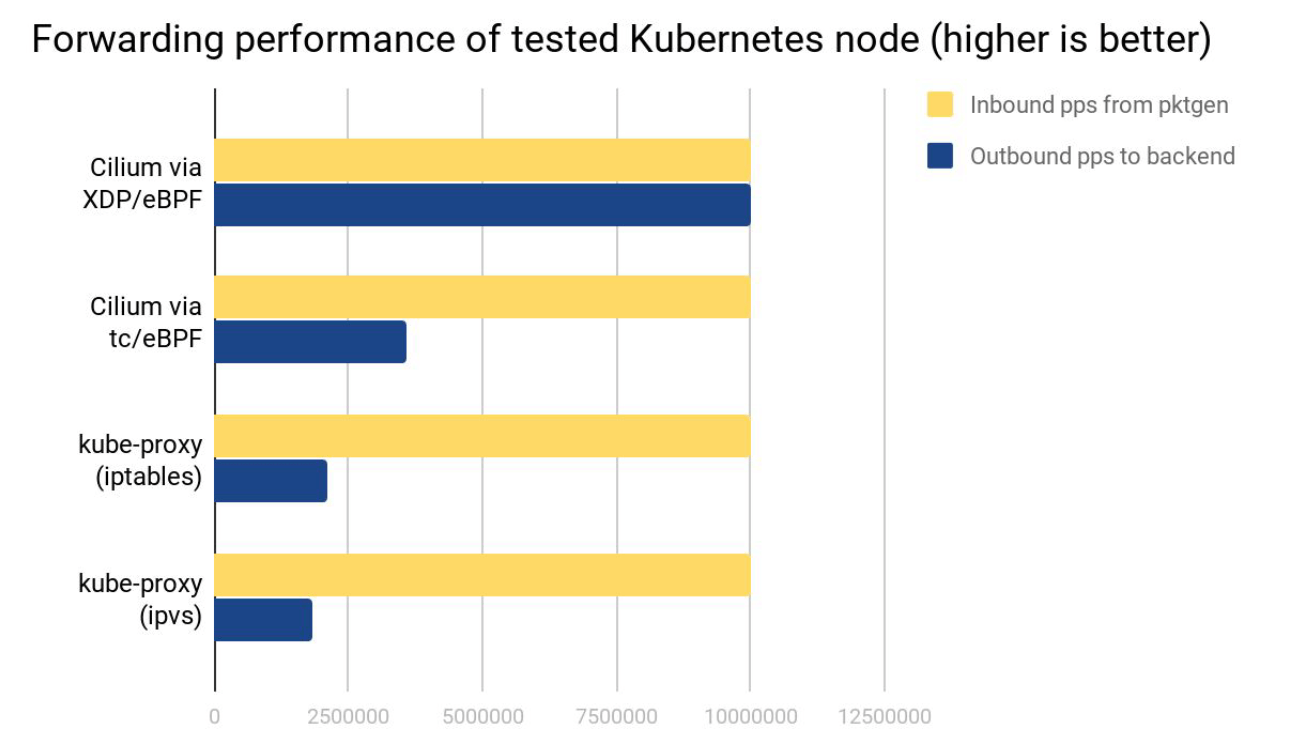 Forwarding performance of tested Kubernetes node (higher is better)
Inbound pps from pktgen
Outbound pps to backend
Cilium via
XDP/eBPF
Cilium via
tc/eBPF
kube-proxy
(iptables)
kube-proxy
(ipvs)
0 2500000 5000000 7500000 10000000 12500000